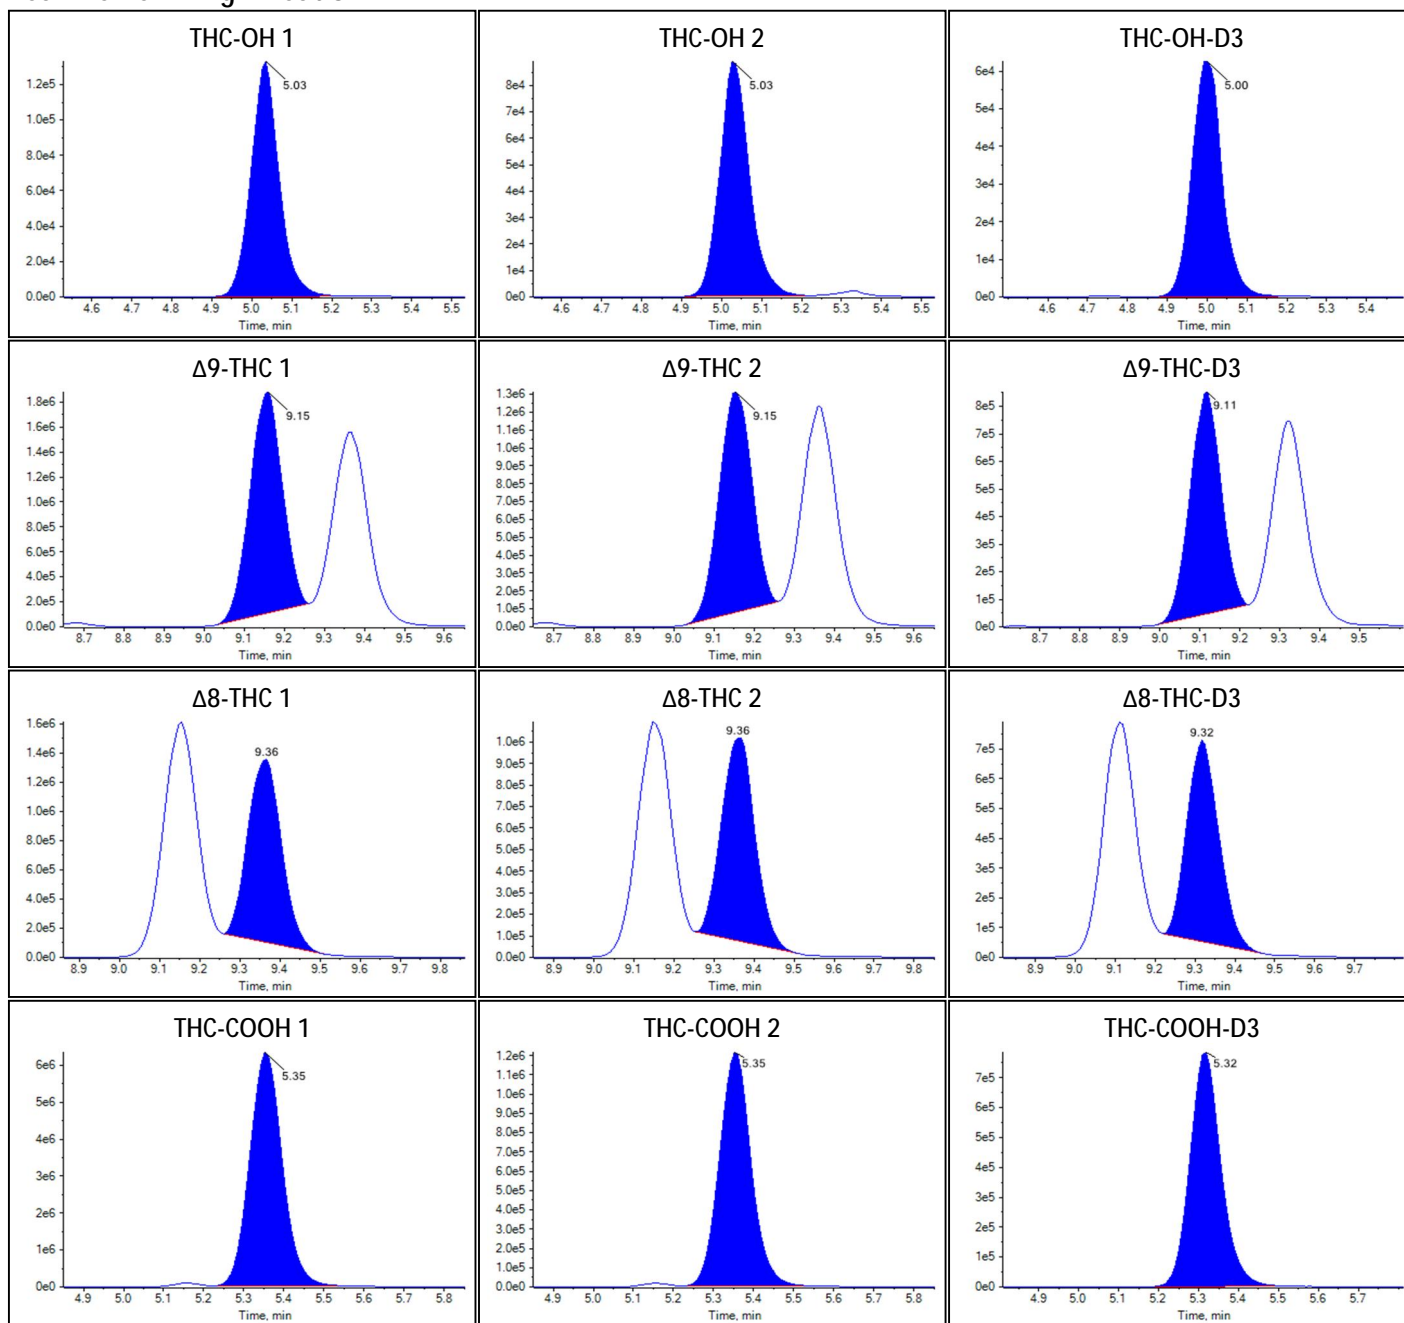 THC-OH 1
1.2e5
1.0e5
8.0e4
6.0e4
4.0e4
2.0e4
0.0e0
5.03
4.6 4.7 4.8 4.9 5.0 5.1 5.2 5.3 5.4 5.5
Time, min
THC-OH 2
8e4
7e4
6e4
5e4
4e4
3e4
2e4
1e4
0e0
5.03
4.6 4.7 4.8 4.9 5.0 5.1 5.2 5.3 5.4 5.5
Time, min
THC-OH-D3
6e4
5e4
4e4
3e4
2e4
1e4
0e0
5.00
4.6 4.7 4.8 4.9 5.0 5.1 5.2 5.3 5.4
Time, min
Δ9-THC 1
1.8e6
1.6e6
1.4e6
1.2e6
1.0e6
8.0e5
6.0e5
4.0e5
2.0e5
0.0e0
9.15
8.7 8.8 8.9 9.0 9.1 9.2 9.3 9.4 9.5 9.6
Time, min
Δ9-THC 2
1.3e6
1.2e6
1.1e6
1.0e6
9.0e5
8.0e5
7.0e5
6.0e5
5.0e5
4.0e5
3.0e5
2.0e5
1.0e5
0.0e0
9.15
8.7 8.8 8.9 9.0 9.1 9.2 9.3 9.4 9.5 9.6
Time, min
Δ9-THC-D3
8e5
7e5
6e5
5e5
4e5
3e5
2e5
1e5
0e0
9.11
8.7 8.8 8.9 9.0 9.1 9.2 9.3 9.4 9.5
Time, min
Δ8-THC 1
1.6e6
1.4e6
1.2e6
1.0e6
8.0e5
6.0e5
4.0e5
2.0e5
0.0e0
9.36
8.9 9.0 9.1 9.2 9.3 9.4 9.5 9.6 9.7 9.8
Time, min
Δ8-THC 2
1.0e6
9.0e5
8.0e5
7.0e5
6.0e5
5.0e5
4.0e5
3.0e5
2.0e5
1.0e5
0.0e0
9.36
8.9 9.0 9.1 9.2 9.3 9.4 9.5 9.6 9.7 9.8
Time, min
Δ8-THC-D3
7e5
6e5
5e5
4e5
3e5
2e5
1e5
0e0
9.32
8.9 9.0 9.1 9.2 9.3 9.4 9.5 9.6 9.7
Time, min
THC-COOH 1
6e6
5e6
4e6
3e6
2e6
1e6
0e0
5.35
4.9 5.0 5.1 5.2 5.3 5.4 5.5 5.6 5.7 5.8
Time, min
THC-COOH 2
1.2e6
1.1e6
1.0e6
9.0e5
8.0e5
7.0e5
6.0e5
5.0e5
4.0e5
3.0e5
2.0e5
1.0e5
0.0e0
5.35
4.9 5.0 5.1 5.2 5.3 5.4 5.5 5.6 5.7 5.8
Time, min
THC-COOH-D3
7e5
6e5
5e5
4e5
3e5
2e5
1e5
0e0
5.32
4.9 5.0 5.1 5.2 5.3 5.4 5.5 5.6 5.7
Time, min